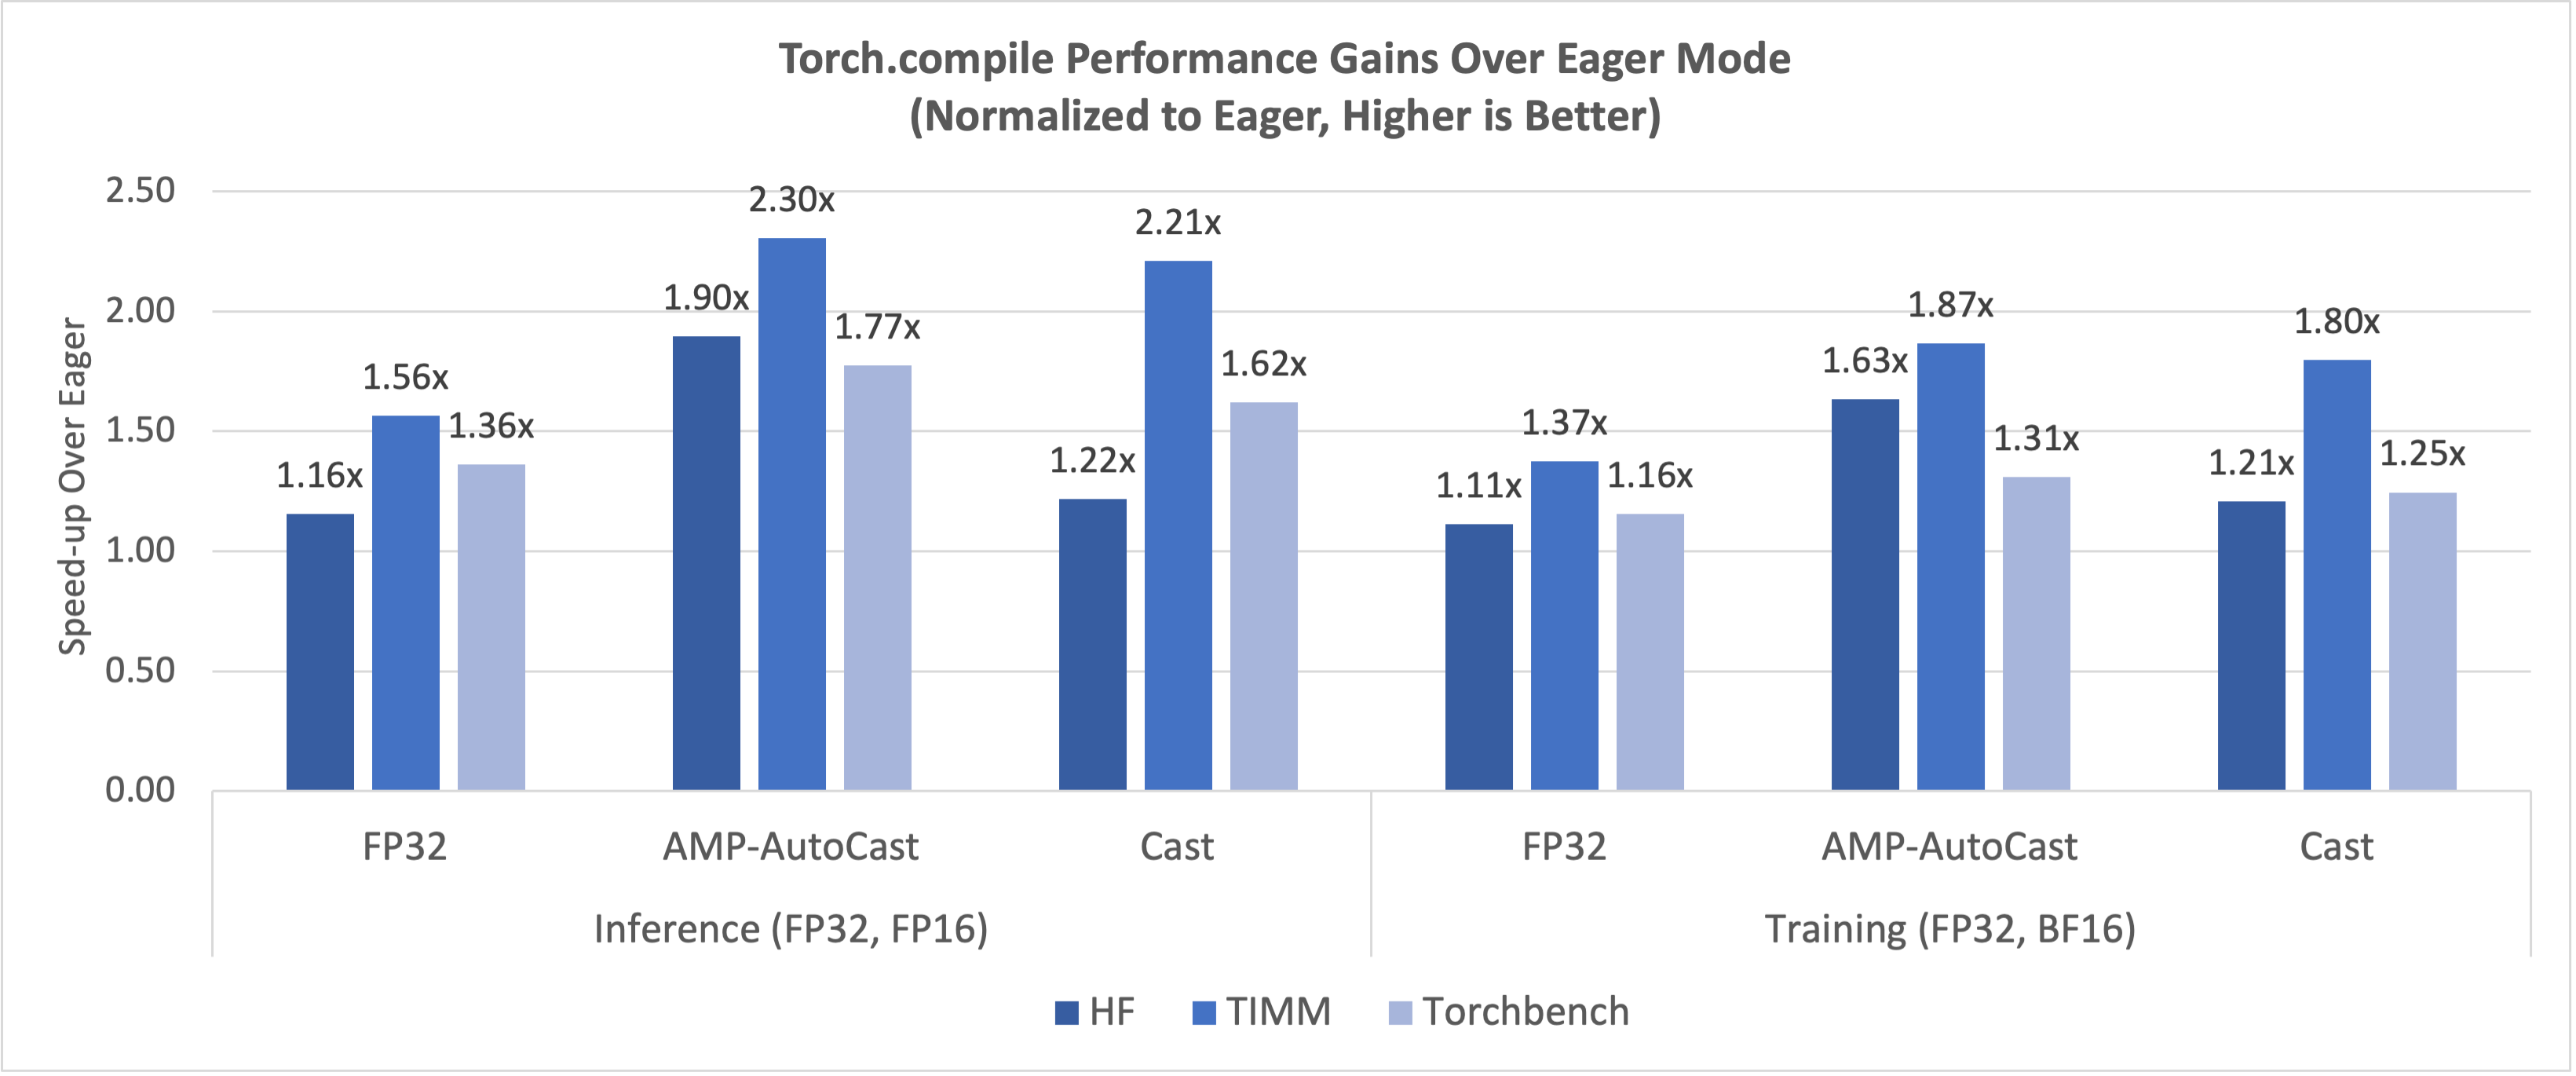 Torch.compile Performance Gains Over Eager Mode
(Normalized to Eager, Higher is Better)
Speed-up Over Eager
2.50
2.00
1.50
1.00
0.50
0.00
1.16x
1.56x
1.36x
1.90x
2.30x
1.77x
1.22x
2.21x
1.62x
1.11x
1.37x
1.16x
1.63x
1.87x
1.31x
1.21x
1.80x
1.25x
FP32 AMP-AutoCast Cast FP32 AMP-AutoCast Cast
Inference (FP32, FP16) Training (FP32, BF16)
HF TIMM Torchbench